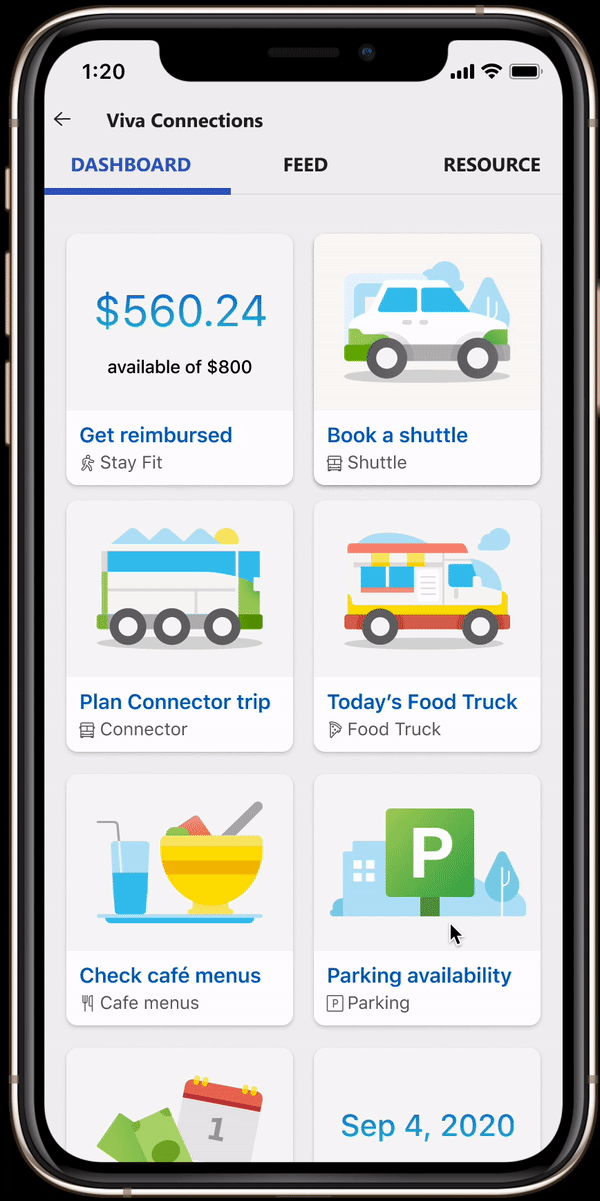 1:20
Viva Connections
DASHBOARD FEED RESOURCE
$560.24
available of $800
Get reimbursed
Stay Fit
Book a shuttle
Shuttle
Plan Connector trip
Connector
Today’s Food Truck
Food Truck
P
Check café menus
Cafe menus
Parking availability
P Parking
1
Sep 4, 2020